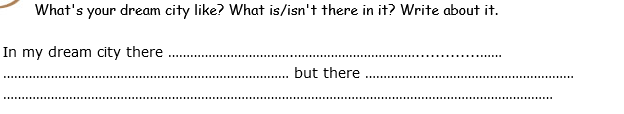 What's your dream city like? What is/isn't there in it? Write about it.
In my dream city there ................................................................................................
............................................................................... but there .........................................................
......................................................................................................................................................